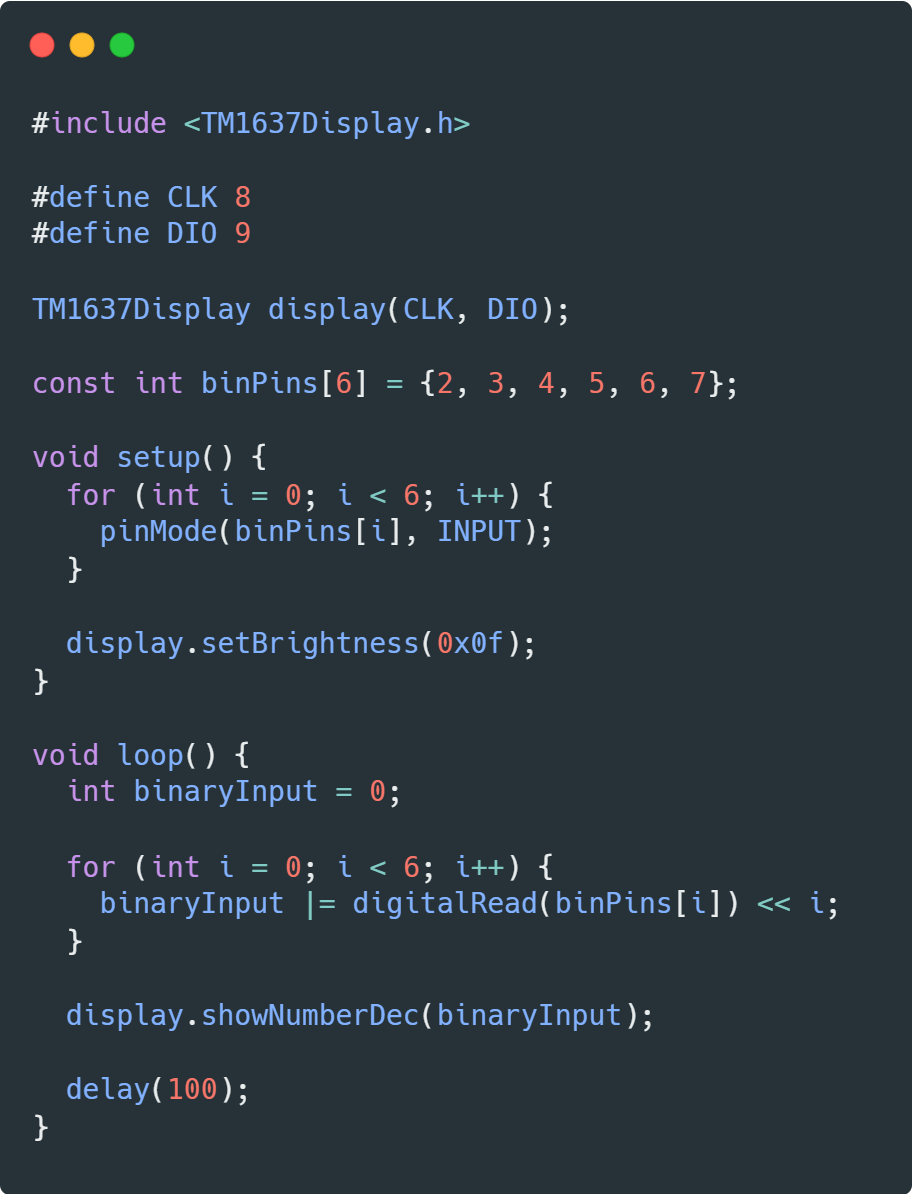 #include <TM1637Display.h>

#define CLK 8
#define DIO 9

TM1637Display display(CLK, DIO);

const int binPins[6] = {2, 3, 4, 5, 6, 7};

void setup() {
  for (int i = 0; i < 6; i++) {
    pinMode(binPins[i], INPUT);
  }

  display.setBrightness(0x0f);
}

void loop() {
  int binaryInput = 0;

  for (int i = 0; i < 6; i++) {
    binaryInput |= digitalRead(binPins[i]) << i;
  }

  display.showNumberDec(binaryInput);

  delay(100);
}